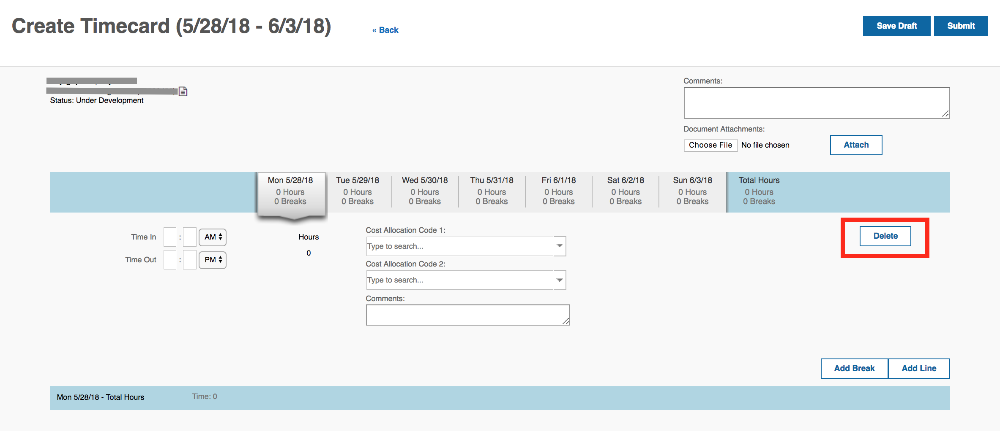 Create Timecard (5/28/18 - 6/3/18)
« Back
Save Draft
Submit
Status: Under Development
Comments:
Document Attachments:
Choose File No file chosen
Attach
Mon 5/28/18
0 Hours
0 Breaks
Tue 5/29/18
0 Hours
0 Breaks
Wed 5/30/18
0 Hours
0 Breaks
Thu 5/31/18
0 Hours
0 Breaks
Fri 6/1/18
0 Hours
0 Breaks
Sat 6/2/18
0 Hours
0 Breaks
Sun 6/3/18
0 Hours
0 Breaks
Total Hours
0 Hours
0 Breaks
Time In : AM
Time Out : PM
Hours
0
Cost Allocation Code 1:
Type to search...
Cost Allocation Code 2:
Type to search...
Comments:
Delete
Add Break
Add Line
Mon 5/28/18 - Total Hours
Time: 0